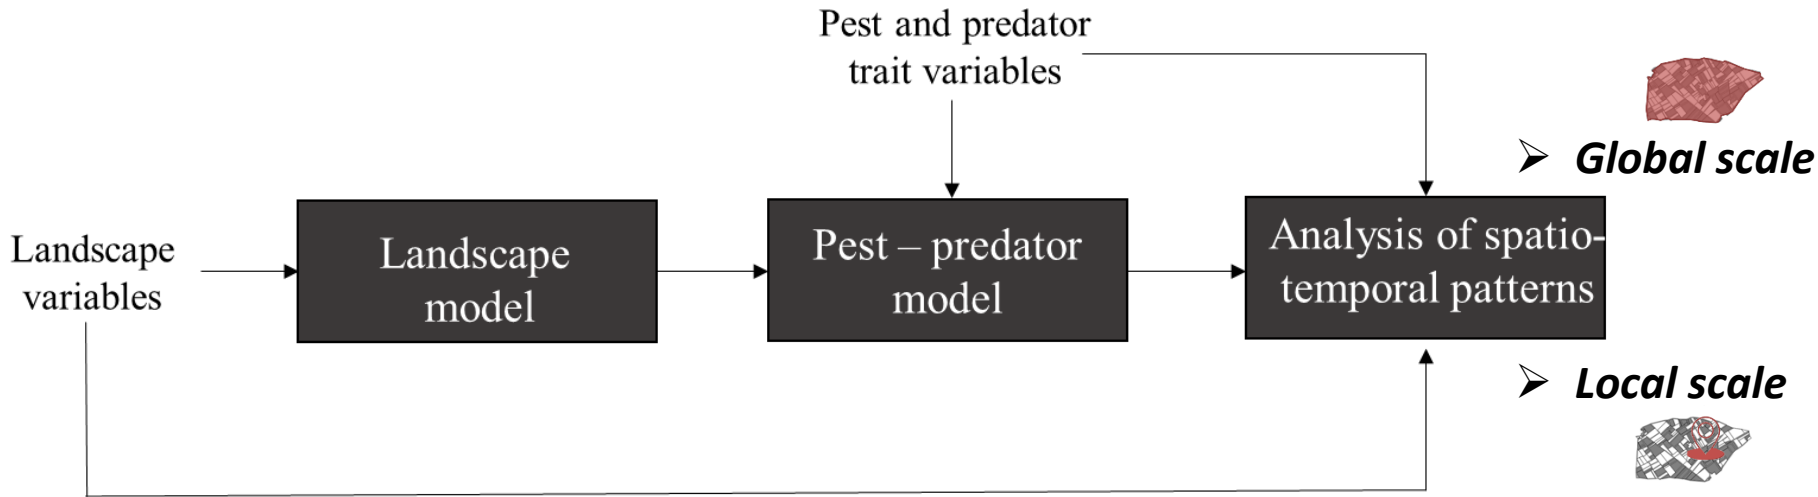 Pest and predator
trait variables
➢ Global scale
Landscape
variables
Landscape
model
Pest – predator
model
Analysis of spatio-
temporal patterns
➢ Local scale